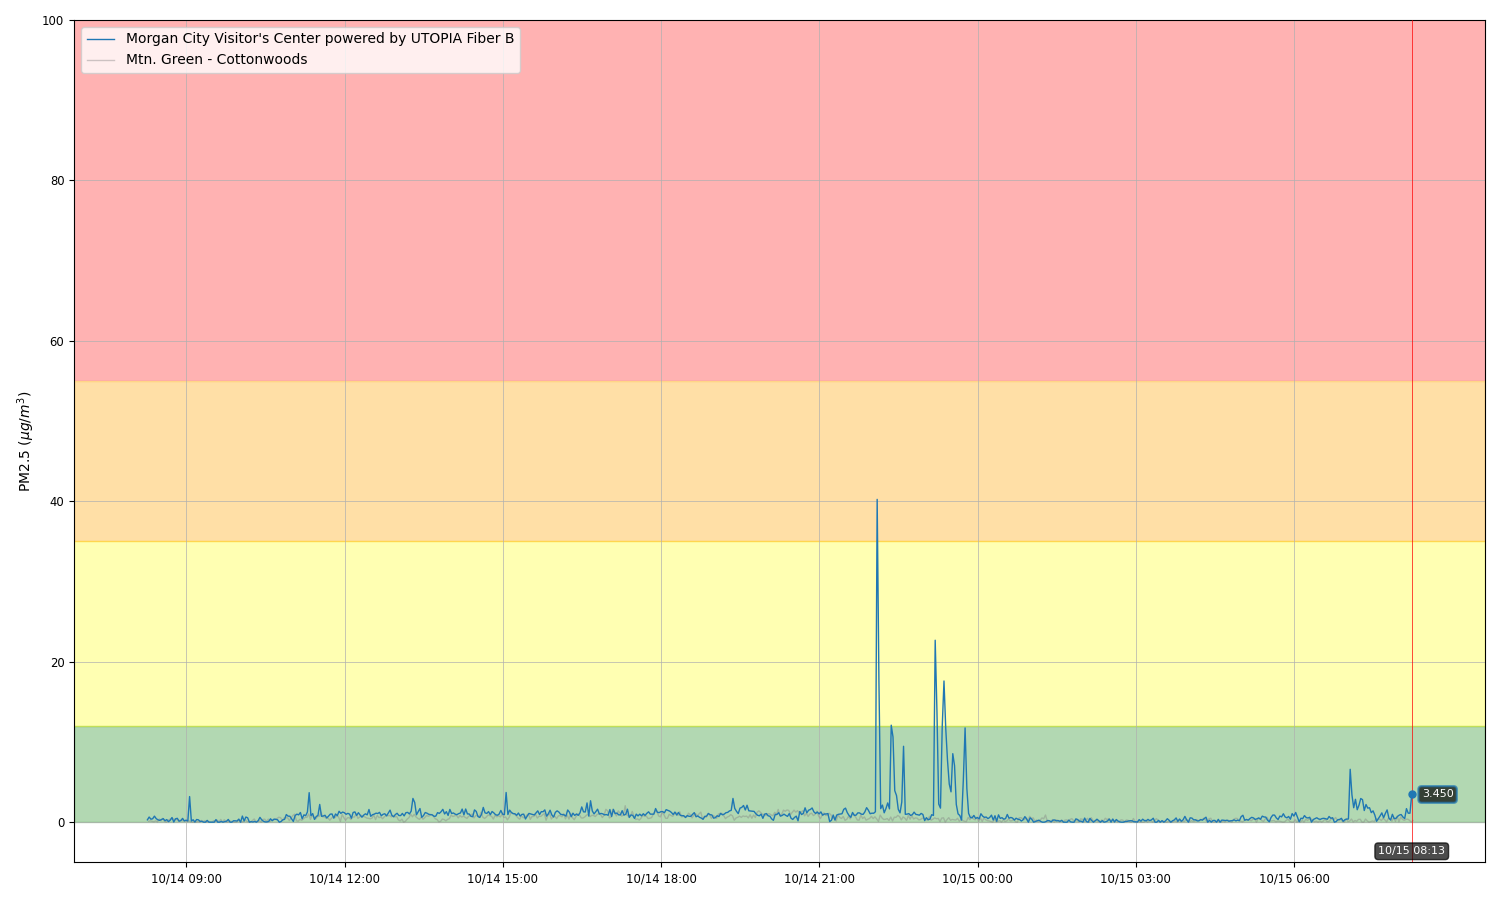 100
Morgan City Visitor's Center powered by UTOPIA Fiber B
Mtn. Green - Cottonwoods
80
60
PM2.5 (μg/m³)
40
20
3.450
0
10/15 08:13
10/14 09:00 10/14 12:00 10/14 15:00 10/14 18:00 10/14 21:00 10/15 00:00 10/15 03:00 10/15 06:00